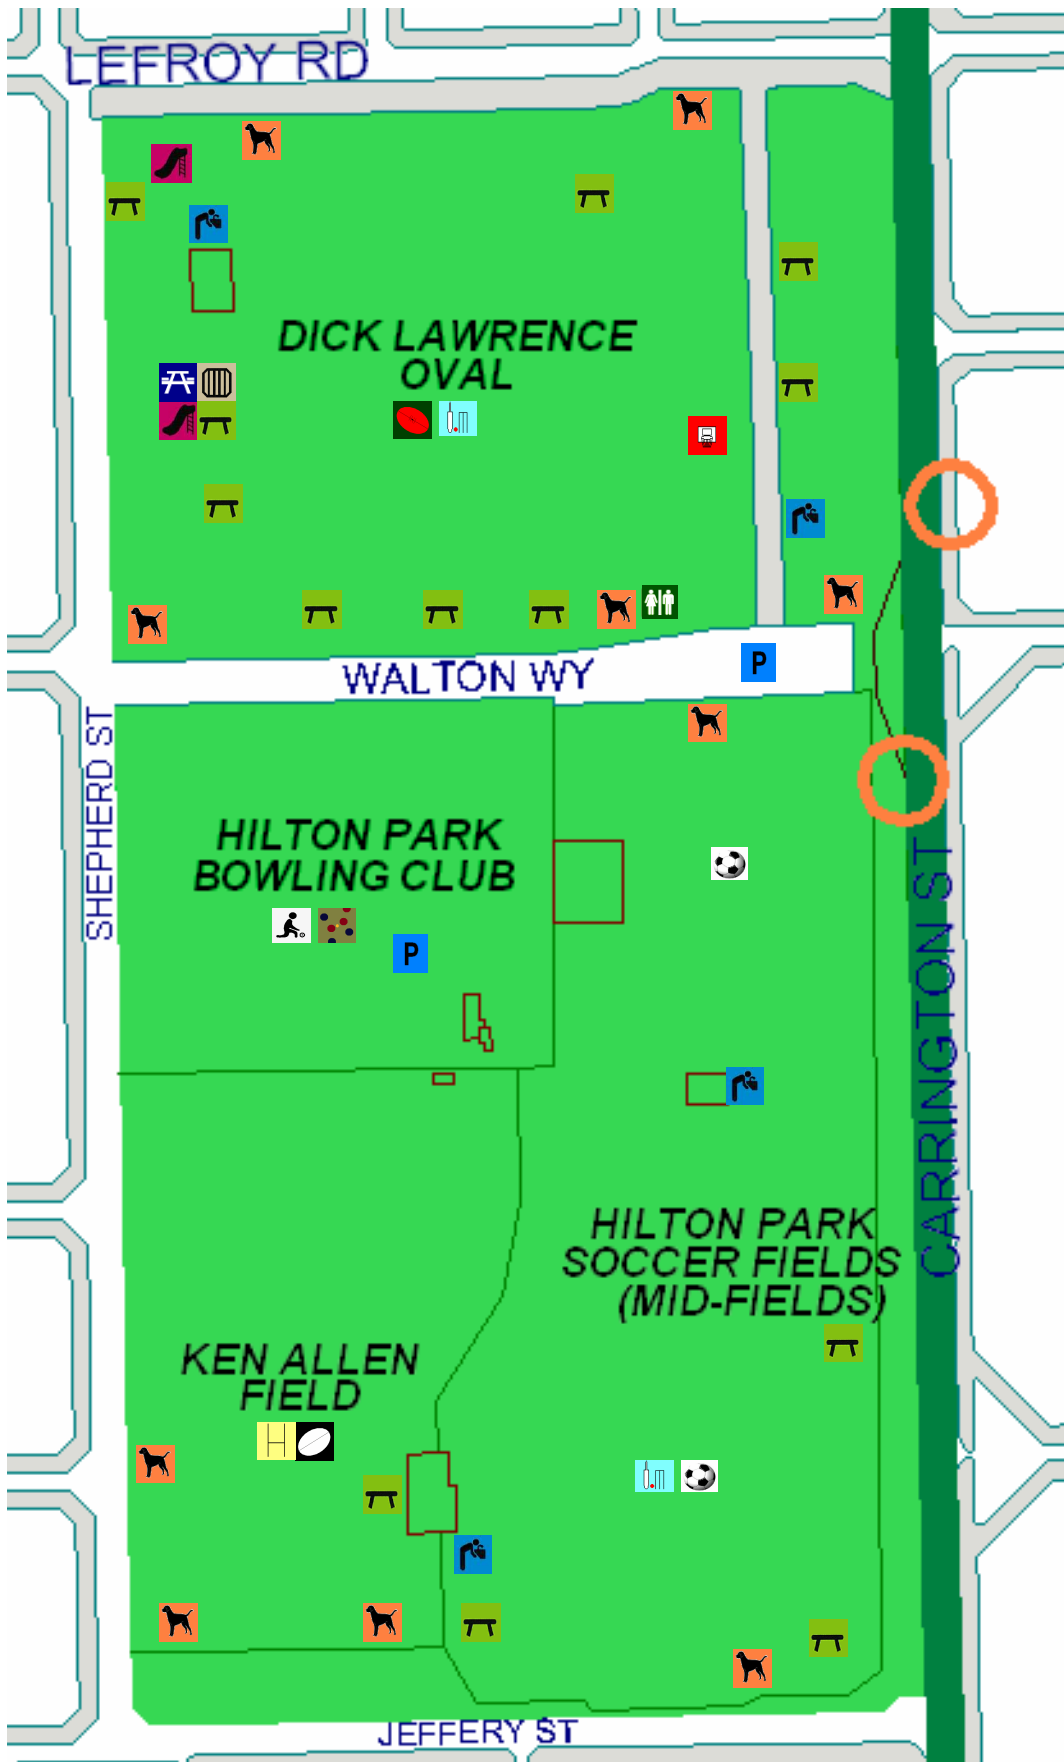 LEFROY RD
DICK LAWRENCE
OVAL
WALTON WY
P
SHEPHERD ST
HILTON PARK
BOWLING CLUB
P
CARRINGTON ST
HILTON PARK
SOCCER FIELDS
(MID-FIELDS)
KEN ALLEN
FIELD
JEFFERY ST